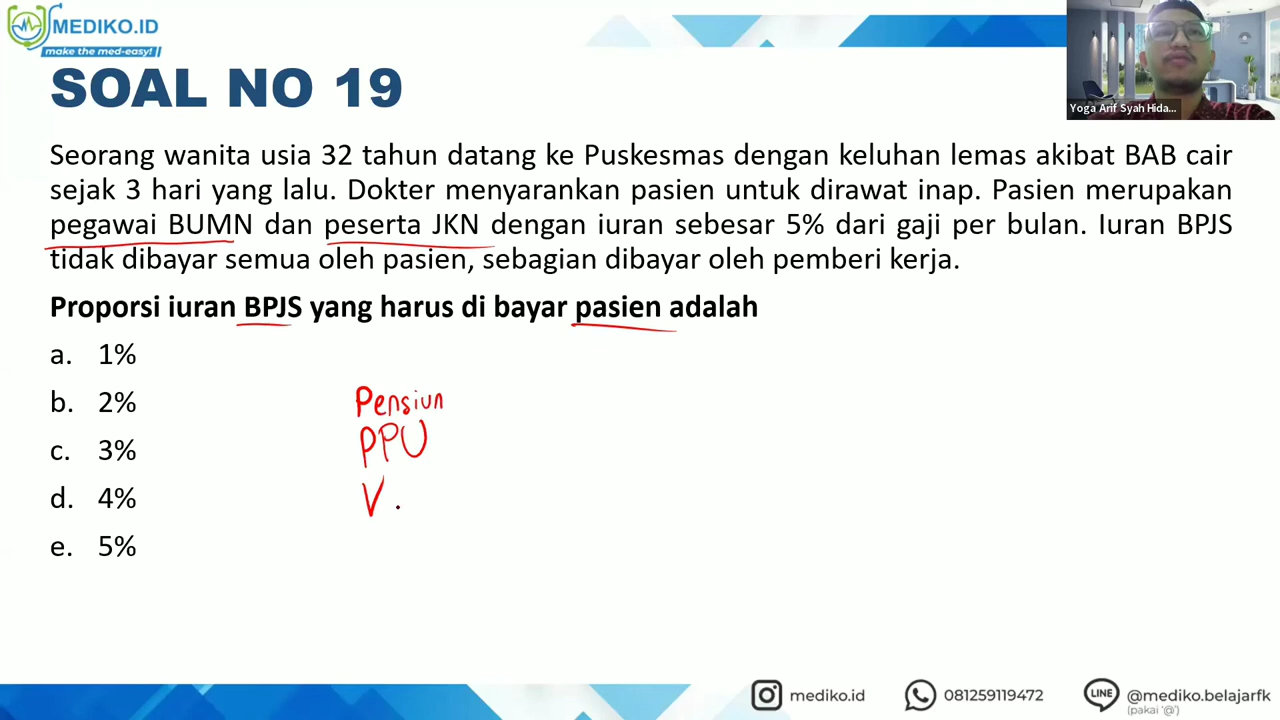 MEDIKO.ID
make the med-easy!
SOAL NO 19
Yoga Arif Syah Hida...
Seorang wanita usia 32 tahun datang ke Puskesmas dengan keluhan lemas akibat BAB cair
sejak 3 hari yang lalu. Dokter menyarankan pasien untuk dirawat inap. Pasien merupakan
pegawai BUMN dan peserta JKN dengan iuran sebesar 5% dari gaji per bulan. Iuran BPJS
tidak dibayar semua oleh pasien, sebagian dibayar oleh pemberi kerja.
Proporsi iuran BPJS yang harus di bayar pasien adalah
a. 1%
b. 2%
c. 3%
d. 4%
e. 5%
Pensiun
PPU
V .
mediko.id
081259119472
LINE
@mediko.belajarfk
(pakai '@')